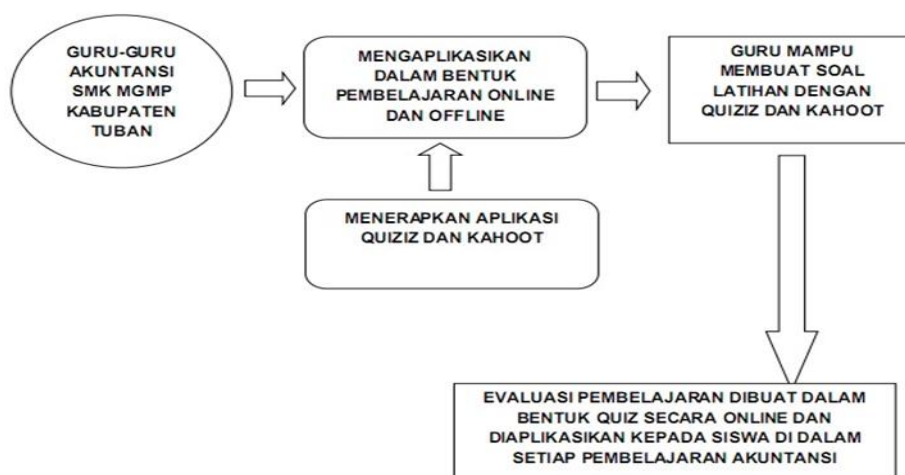 GURU-GURU
AKUNTANSI
SMK MGMP
KABUPATEN
TUBAN
MENGAPLIKASIKAN
DALAM BENTUK
PEMBELAJARAN ONLINE
DAN OFFLINE
GURU MAMPU
MEMBUAT SOAL
LATIHAN DENGAN
QUIZIZ DAN KAHOOT
MENERAPKAN APLIKASI
QUIZIZ DAN KAHOOT
EVALUASI PEMBELAJARAN DIBUAT DALAM
BENTUK QUIZ SECARA ONLINE DAN
DIAPLIKASIKAN KEPADA SISWA DI DALAM
SETIAP PEMBELAJARAN AKUNTANSI